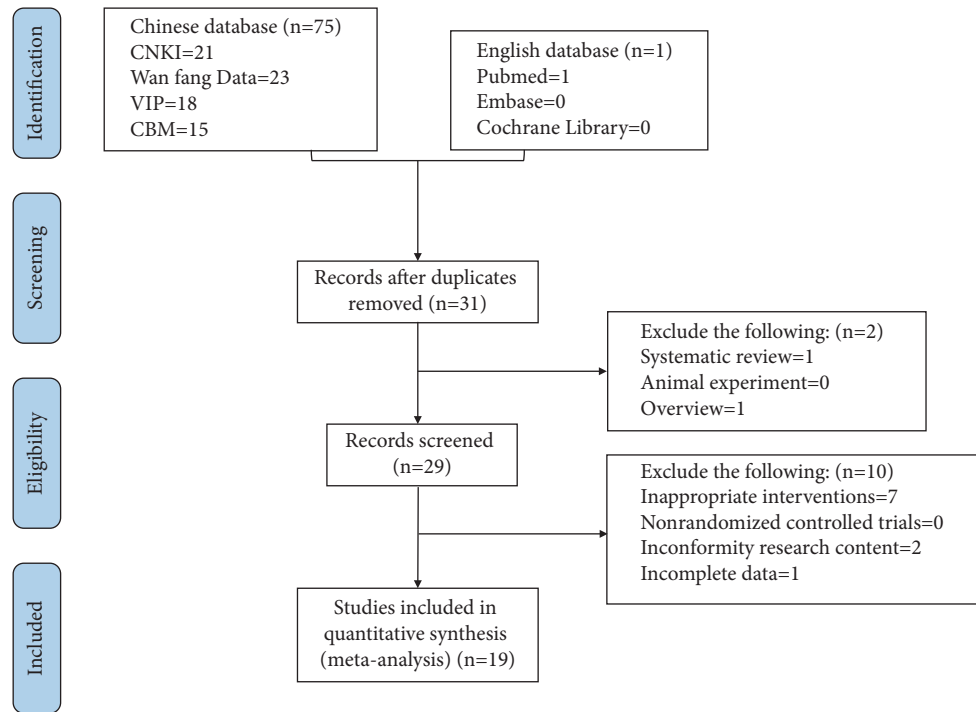 Identification
Chinese database (n=75)
CNKI=21
Wan fang Data=23
VIP=18
CBM=15
English database (n=1)
Pubmed=1
Embase=0
Cochrane Library=0
Screening
Records after duplicates
removed (n=31)
Exclude the following: (n=2)
Systematic review=1
Animal experiment=0
Overview=1
Eligibility
Records screened
(n=29)
Exclude the following: (n=10)
Inappropriate interventions=7
Nonrandomized controlled trials=0
Inconformity research content=2
Incomplete data=1
Included
Studies included in
quantitative synthesis
(meta-analysis) (n=19)